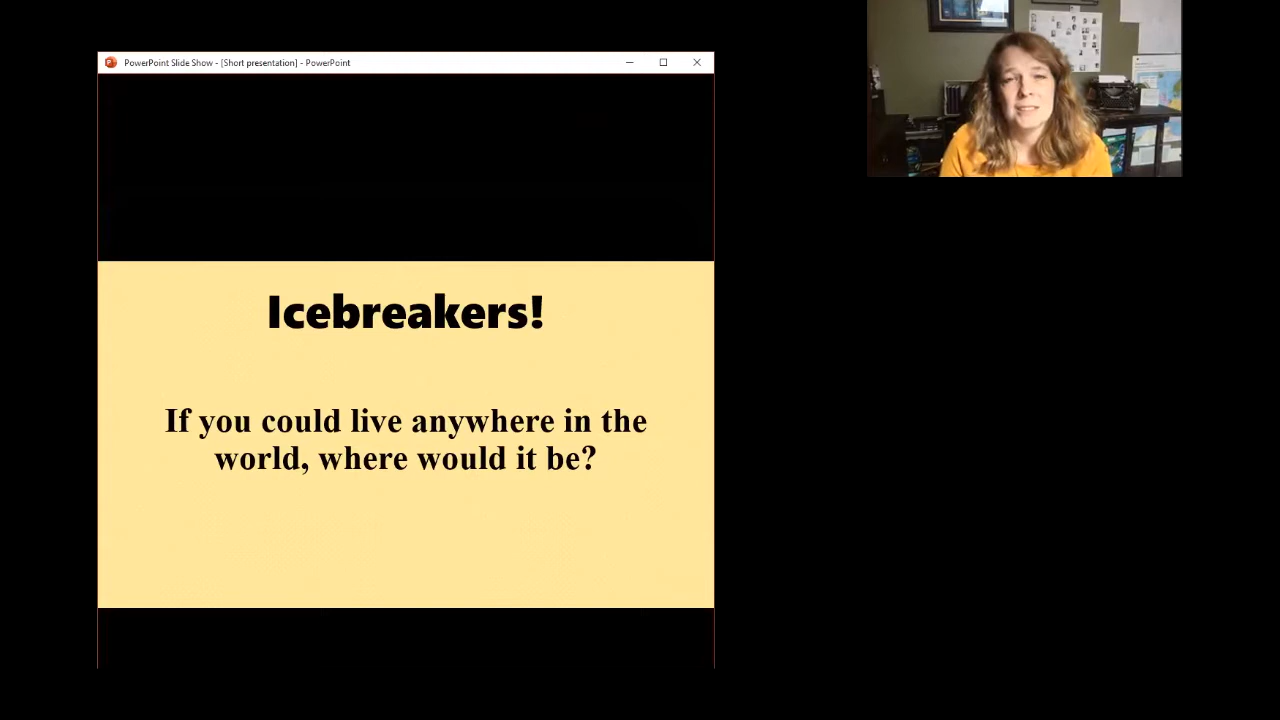 PowerPoint Slide Show - [Short presentation] - PowerPoint
Icebreakers!
If you could live anywhere in the
world, where would it be?